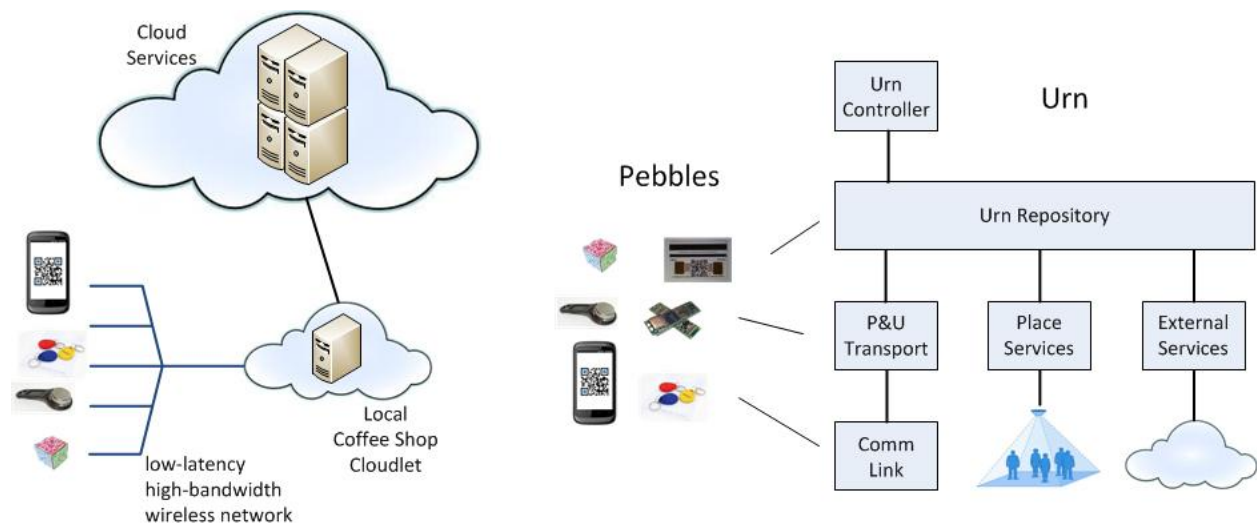 Cloud
Services
Local
Coffee Shop
Cloudlet
low-latency
high-bandwidth
wireless network
Pebbles
Urn
Urn
Controller
Urn Repository
P&U
Transport
Place
Services
External
Services
Comm
Link